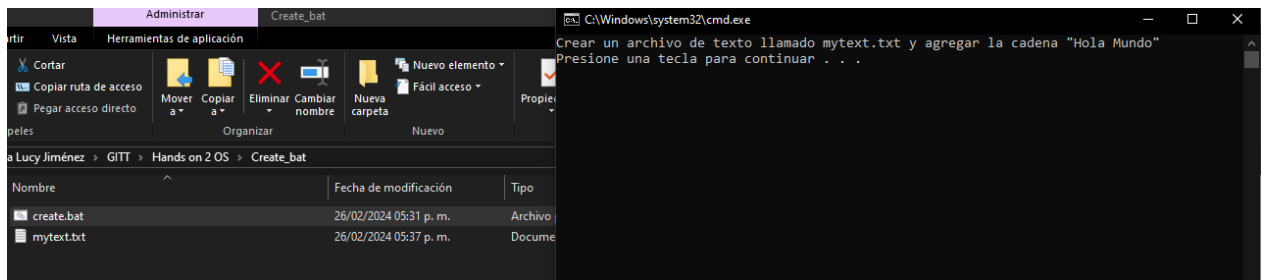 Administrar
Create_bat
rtir Vista Herramientas de aplicación
Cortar
Copiar ruta de acceso
Pegar acceso directo
Mover a
Copiar a
Eliminar
Cambiar nombre
Nueva carpeta
Nuevo elemento
Fácil acceso
Propied
peles
Organizar
Nuevo
a Lucy Jiménez > GITT > Hands on 2 OS > Create_bat
Nombre Fecha de modificación Tipo
create.bat 26/02/2024 05:31 p. m. Archivo
mytext.txt 26/02/2024 05:37 p. m. Docume
C:\Windows\system32\cmd.exe
Crear un archivo de texto llamado mytext.txt y agregar la cadena "Hola Mundo"
Presione una tecla para continuar . . .